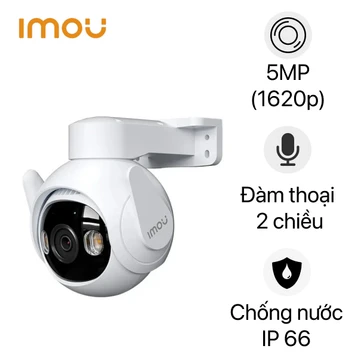 imou
5MP
(1620p)
Đàm thoại
2 chiều
imou
Chống nước
IP 66